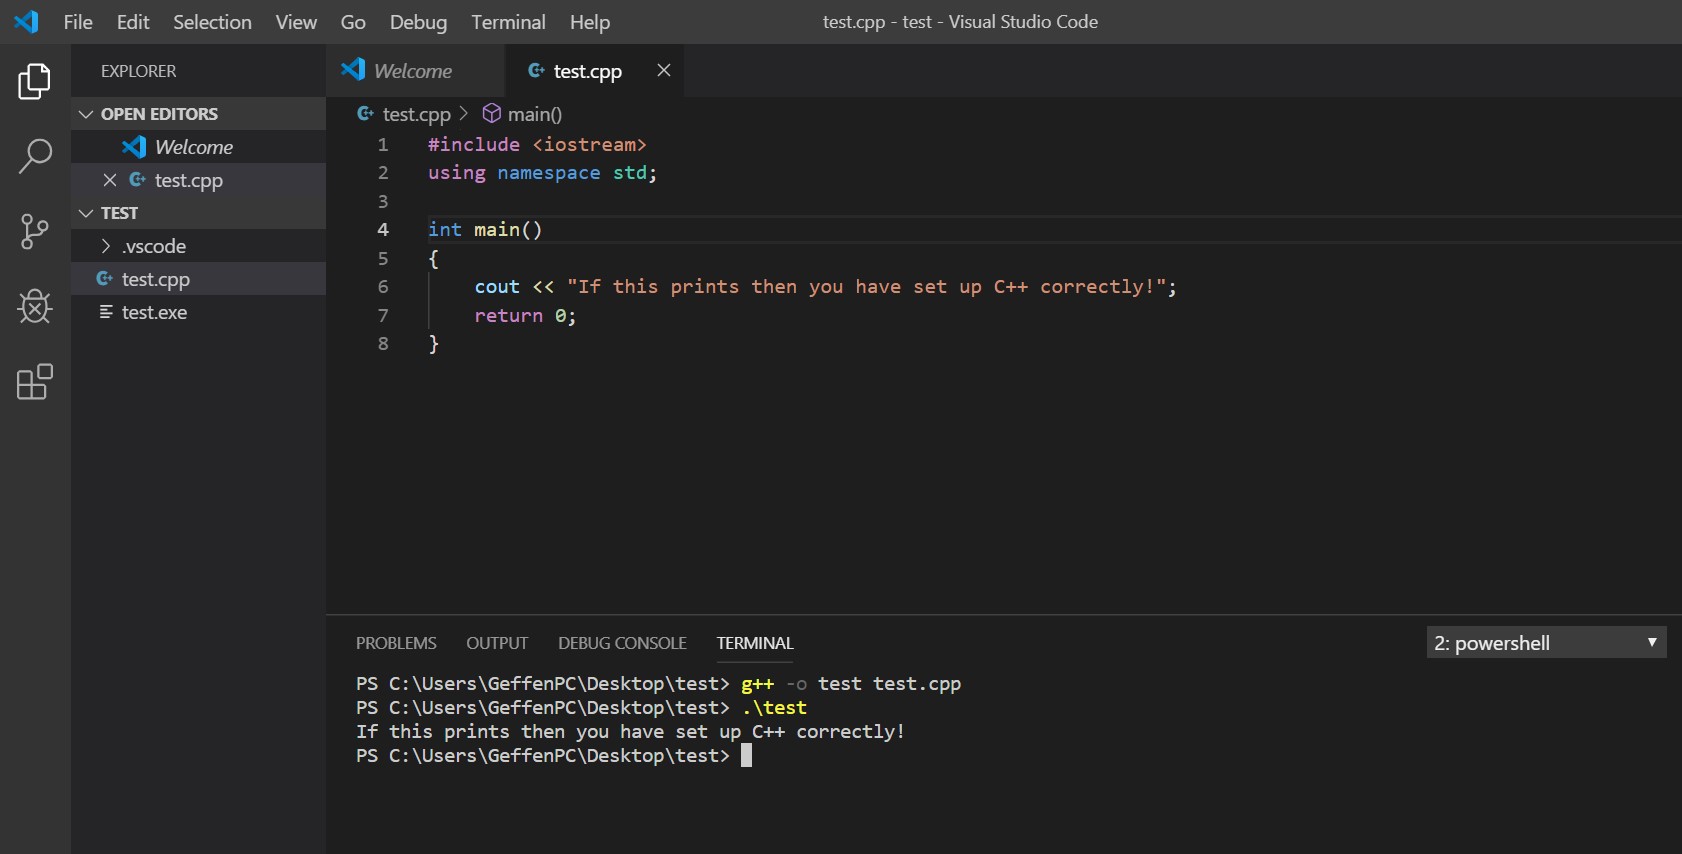 File Edit Selection View Go Debug Terminal Help test.cpp - test - Visual Studio Code
EXPLORER
OPEN EDITORS
Welcome
test.cpp
TEST
.vscode
test.cpp
test.exe
Welcome test.cpp
test.cpp > main()
1 #include <iostream>
2 using namespace std;
3
4 int main()
5 {
6 cout << "If this prints then you have set up C++ correctly!";
7 return 0;
8 }
PROBLEMS OUTPUT DEBUG CONSOLE TERMINAL 2: powershell
PS C:\Users\GeffenPC\Desktop\test> g++ -o test test.cpp
PS C:\Users\GeffenPC\Desktop\test> .\test
If this prints then you have set up C++ correctly!
PS C:\Users\GeffenPC\Desktop\test>